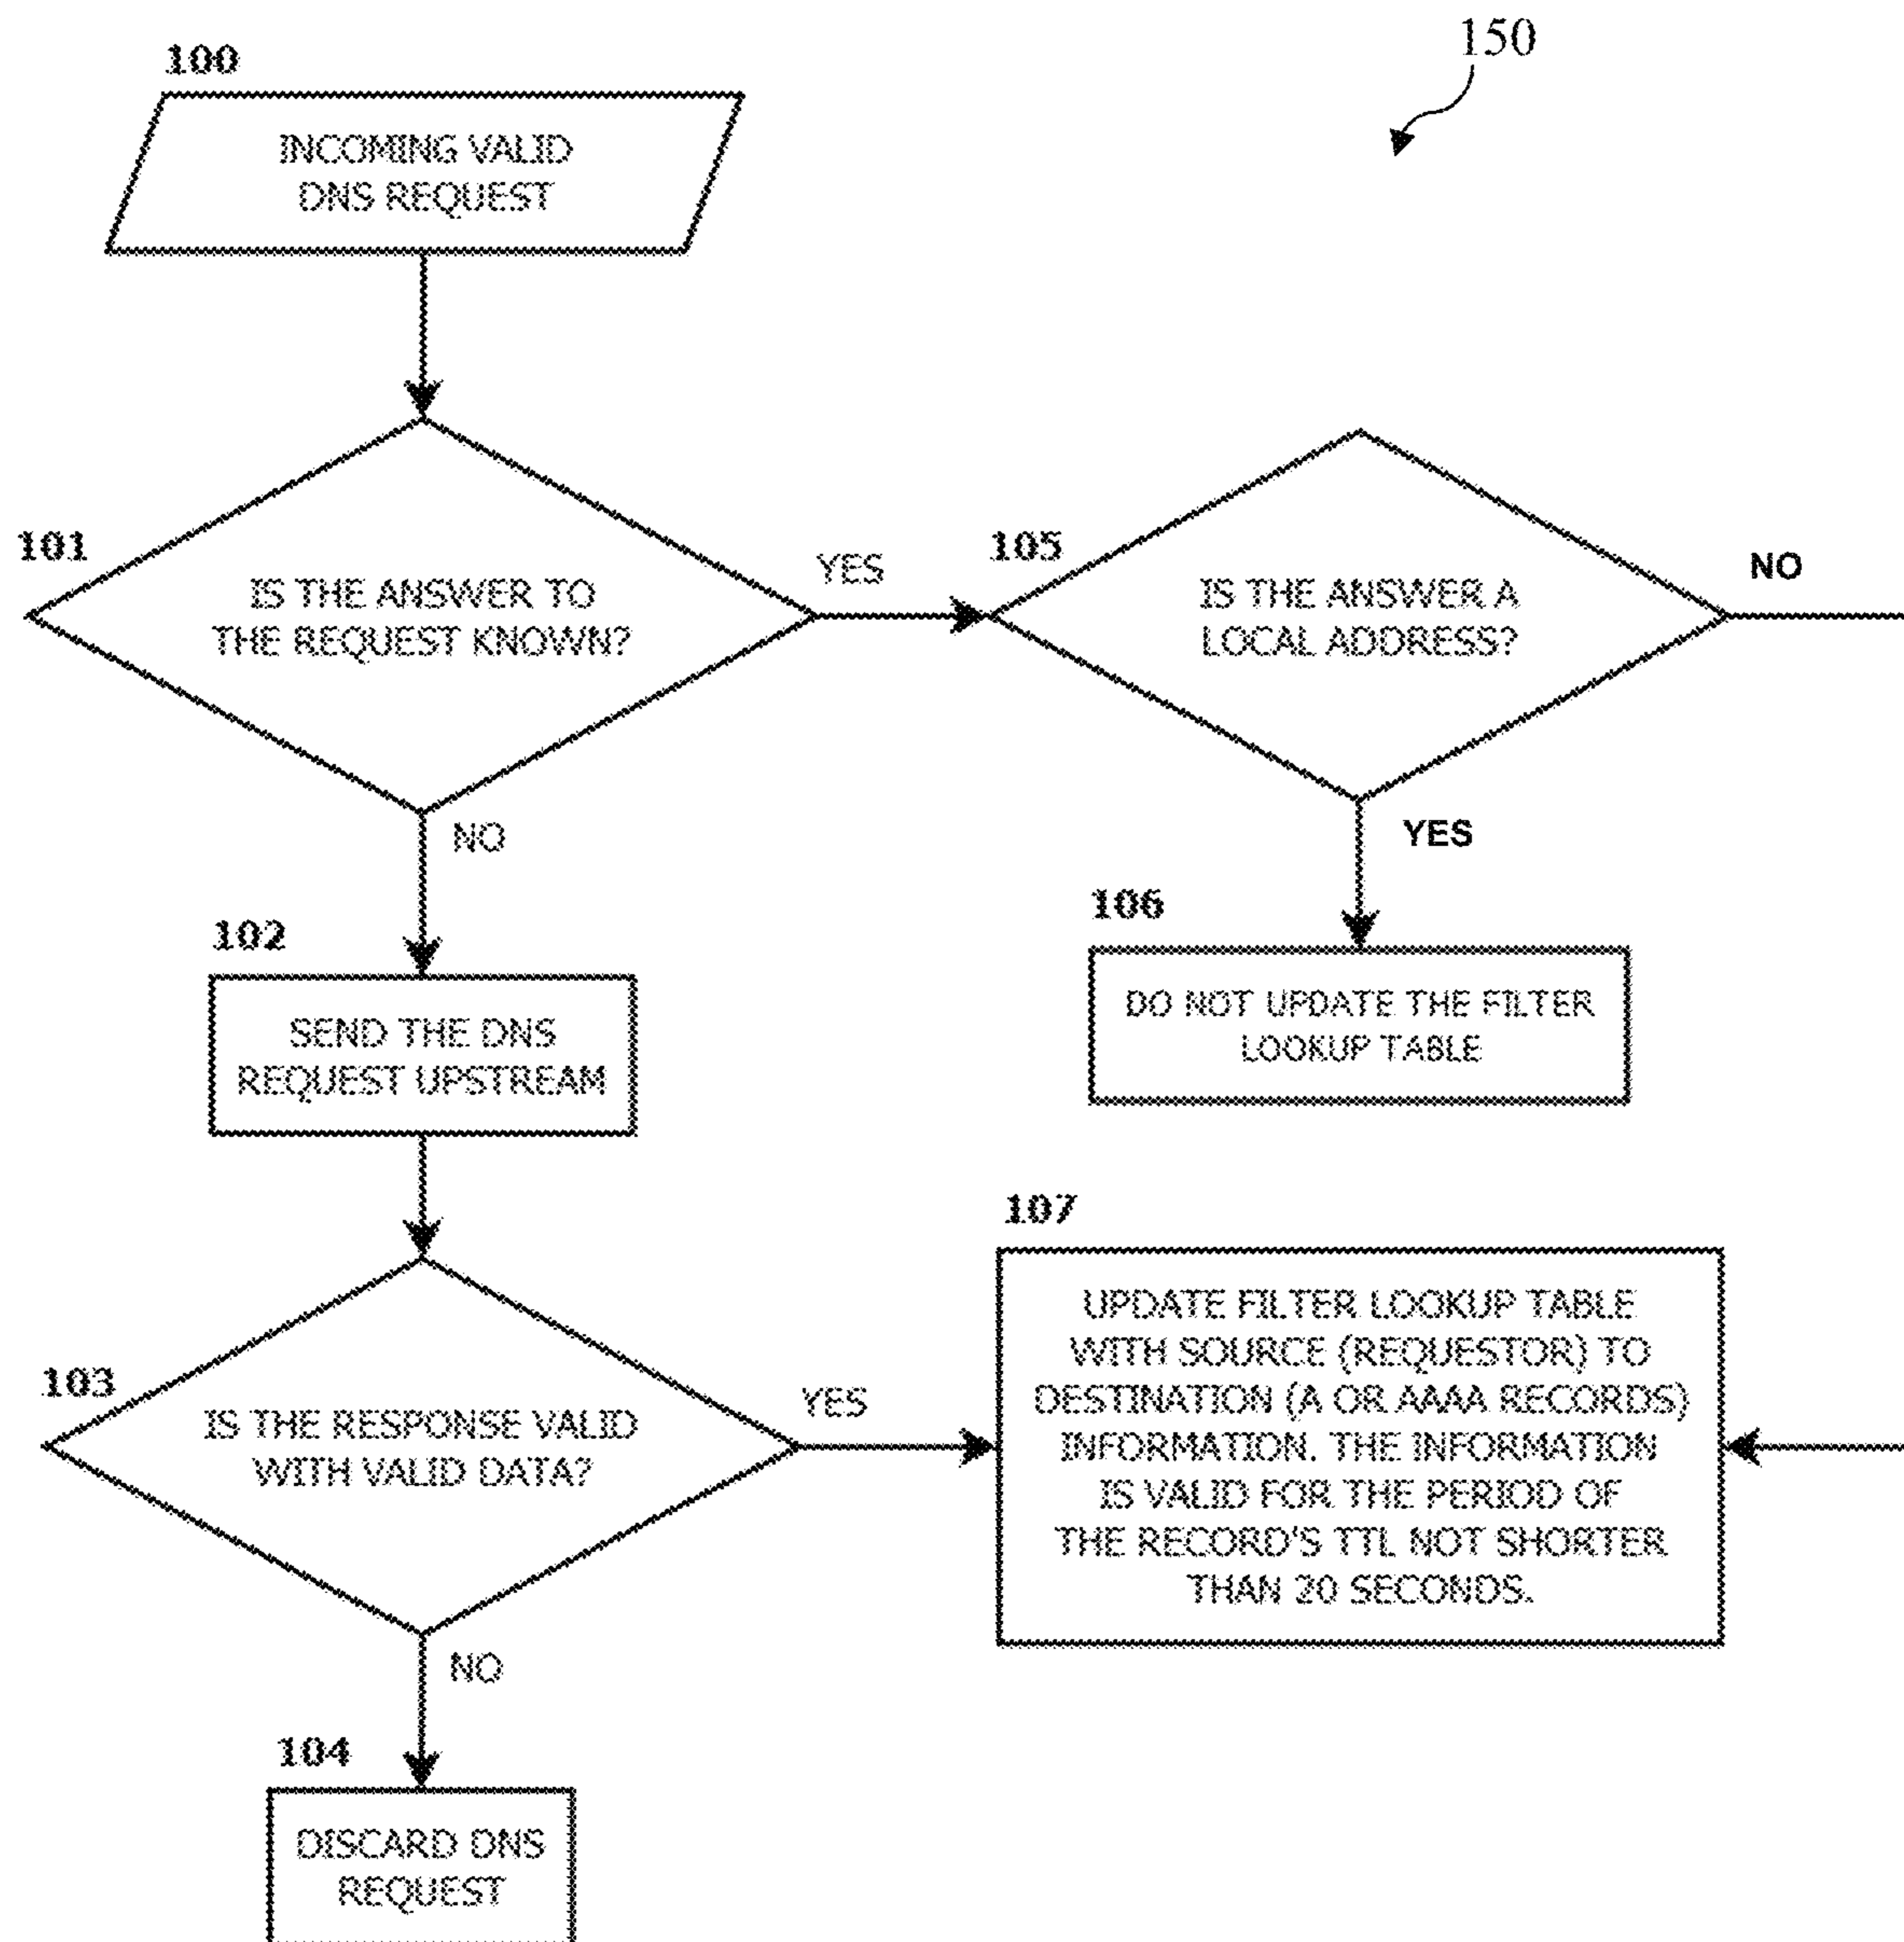 150
100
INCOMING VALID
DNS REQUEST
101
IS THE ANSWER TO
THE REQUEST KNOWN?
YES
105
IS THE ANSWER A
LOCAL ADDRESS?
NO
NO
YES
102
SEND THE DNS
REQUEST UPSTREAM
106
DO NOT UPDATE THE FILTER
LOOKUP TABLE
103
IS THE RESPONSE VALID
WITH VALID DATA?
YES
107
UPDATE FILTER LOOKUP TABLE
WITH SOURCE (REQUESTOR) TO
DESTINATION (A OR AAAA RECORDS)
INFORMATION. THE INFORMATION
IS VALID FOR THE PERIOD OF
THE RECORD'S TTL NOT SHORTER
THAN 20 SECONDS.
NO
104
DISCARD DNS
REQUEST